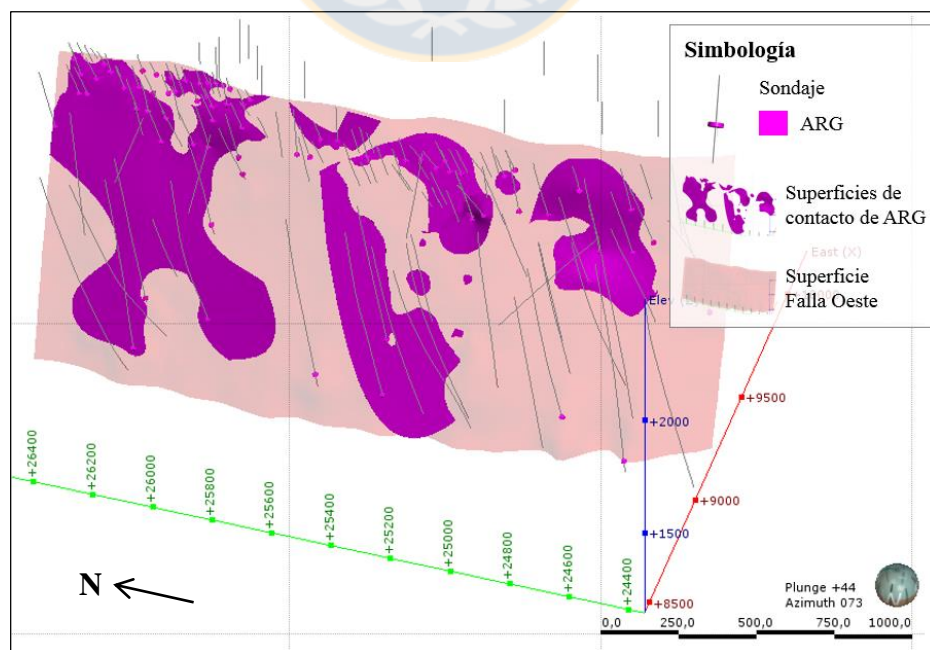 Simbología
Sondaje
ARG
Superficies de
contacto de ARG
East (X)
Superficie
Falla Oeste
+9500
+2000
+9000
+1500
+8500
+26400
+26200
+26000
+25800
+25600
+25400
+25200
+25000
+24800
+24600
+24400
N
Plunge +44
Azimuth 073
0,0 250,0 500,0 750,0 1000,0